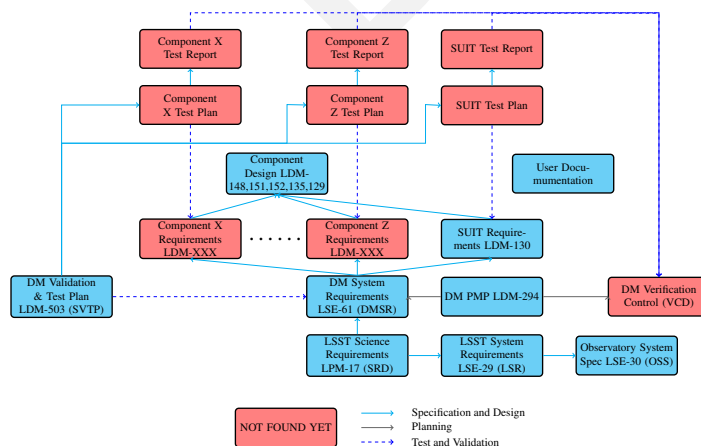 Component X
Test Report
Component Z
Test Report
SUIT Test Report
Component
X Test Plan
Component
Z Test Plan
SUIT Test Plan
Component
Design LDM-
148,151,152,135,129
User Docu-
mumentation
Component X
Requirements
LDM-XXX
Component Z
Requirements
LDM-XXX
SUIT Require-
ments LDM-130
DM Validation
& Test Plan
LDM-503 (SVTP)
DM System
Requirements
LSE-61 (DMSR)
DM PMP LDM-294
DM Verification
Control (VCD)
LSST Science
Requirements
LPM-17 (SRD)
LSST System
Requirements
LSE-29 (LSR)
Observatory System
Spec LSE-30 (OSS)
NOT FOUND YET
Specification and Design
Planning
Test and Validation